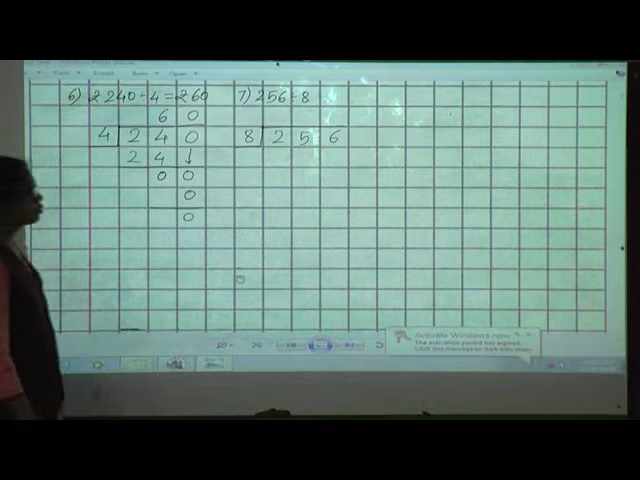 6) 2240÷4=260
7) 256÷8
6 0
4 2 4 0
8 2 5 6
2 4 ↓
0 0
0
0
Activate Windows now